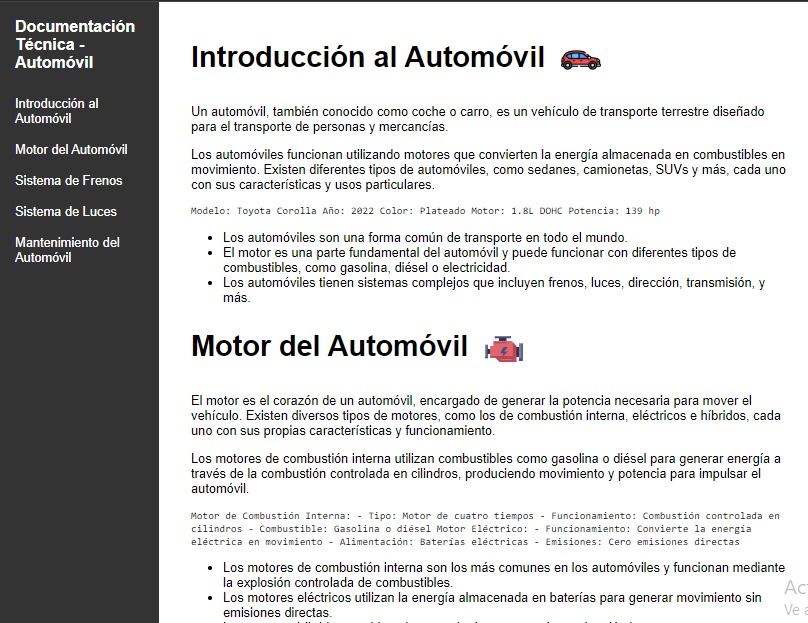 Documentación
Técnica -
Automóvil
Introducción al
Automóvil
Motor del Automóvil
Sistema de Frenos
Sistema de Luces
Mantenimiento del
Automóvil
Introducción al Automóvil
Un automóvil, también conocido como coche o carro, es un vehículo de transporte terrestre diseñado
para el transporte de personas y mercancías.
Los automóviles funcionan utilizando motores que convierten la energía almacenada en combustibles en
movimiento. Existen diferentes tipos de automóviles, como sedanes, camionetas, SUVs y más, cada uno
con sus características y usos particulares.
Modelo: Toyota Corolla Año: 2022 Color: Plateado Motor: 1.8L DOHC Potencia: 139 hp
• Los automóviles son una forma común de transporte en todo el mundo.
• El motor es una parte fundamental del automóvil y puede funcionar con diferentes tipos de
combustibles, como gasolina, diésel o electricidad.
• Los automóviles tienen sistemas complejos que incluyen frenos, luces, dirección, transmisión, y
más.
Motor del Automóvil
El motor es el corazón de un automóvil, encargado de generar la potencia necesaria para mover el
vehículo. Existen diversos tipos de motores, como los de combustión interna, eléctricos e híbridos, cada
uno con sus propias características y funcionamiento.
Los motores de combustión interna utilizan combustibles como gasolina o diésel para generar energía a
través de la combustión controlada en cilindros, produciendo movimiento y potencia para impulsar el
automóvil.
Motor de Combustión Interna: - Tipo: Motor de cuatro tiempos - Funcionamiento: Combustión controlada en
cilindros - Combustible: Gasolina o diésel Motor Eléctrico: - Funcionamiento: Convierte la energía
eléctrica en movimiento - Alimentación: Baterías eléctricas - Emisiones: Cero emisiones directas
• Los motores de combustión interna son los más comunes en los automóviles y funcionan mediante
la explosión controlada de combustibles.
• Los motores eléctricos utilizan la energía almacenada en baterías para generar movimiento sin
emisiones directas.
Act
Ve a